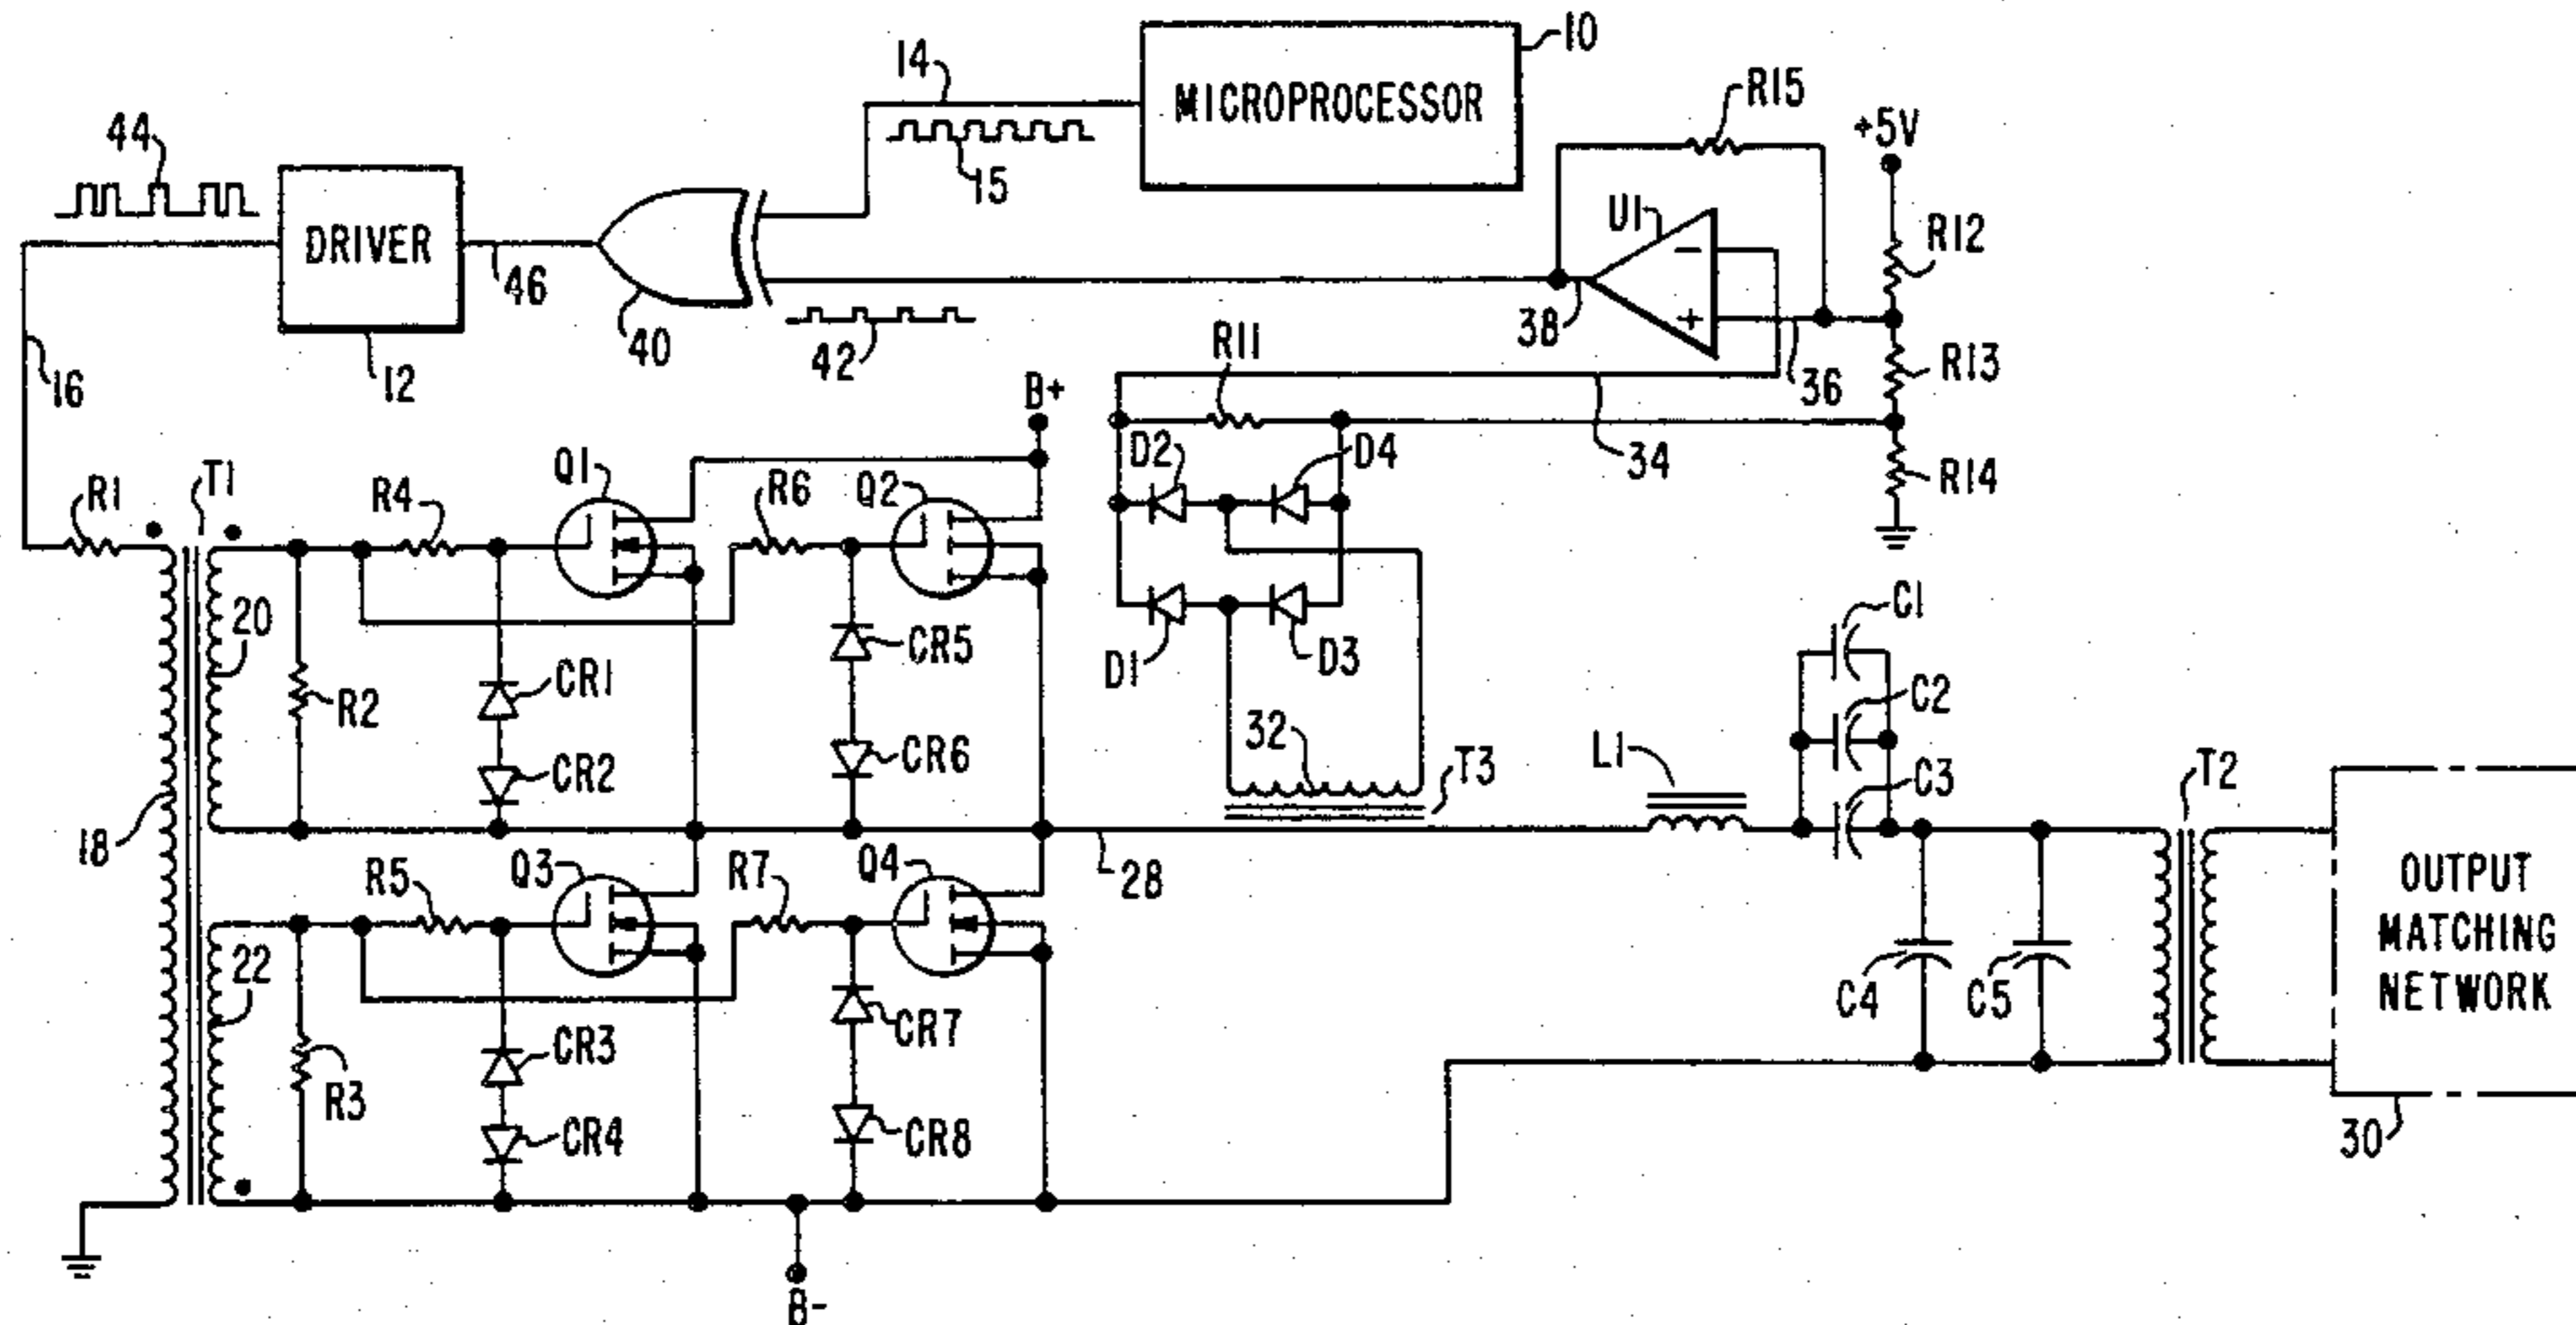 10
14
MICROPROCESSOR
R15
+5V
44
15
U1
R12
DRIVER
−
46
+
40
38
R13
42
R11
36
16
12
B+
D2
D4
34
R14
R1
T1
R4
Q1
R6
Q2
C1
20
CR5
D1
D3
CR1
C2
R2
32
L1
T3
C3
T2
CR2
CR6
18
R5
Q3
R7
Q4
28
OUTPUT
MATCHING
NETWORK
22
C4
C5
CR7
CR3
R3
CR4
CR8
30
B-